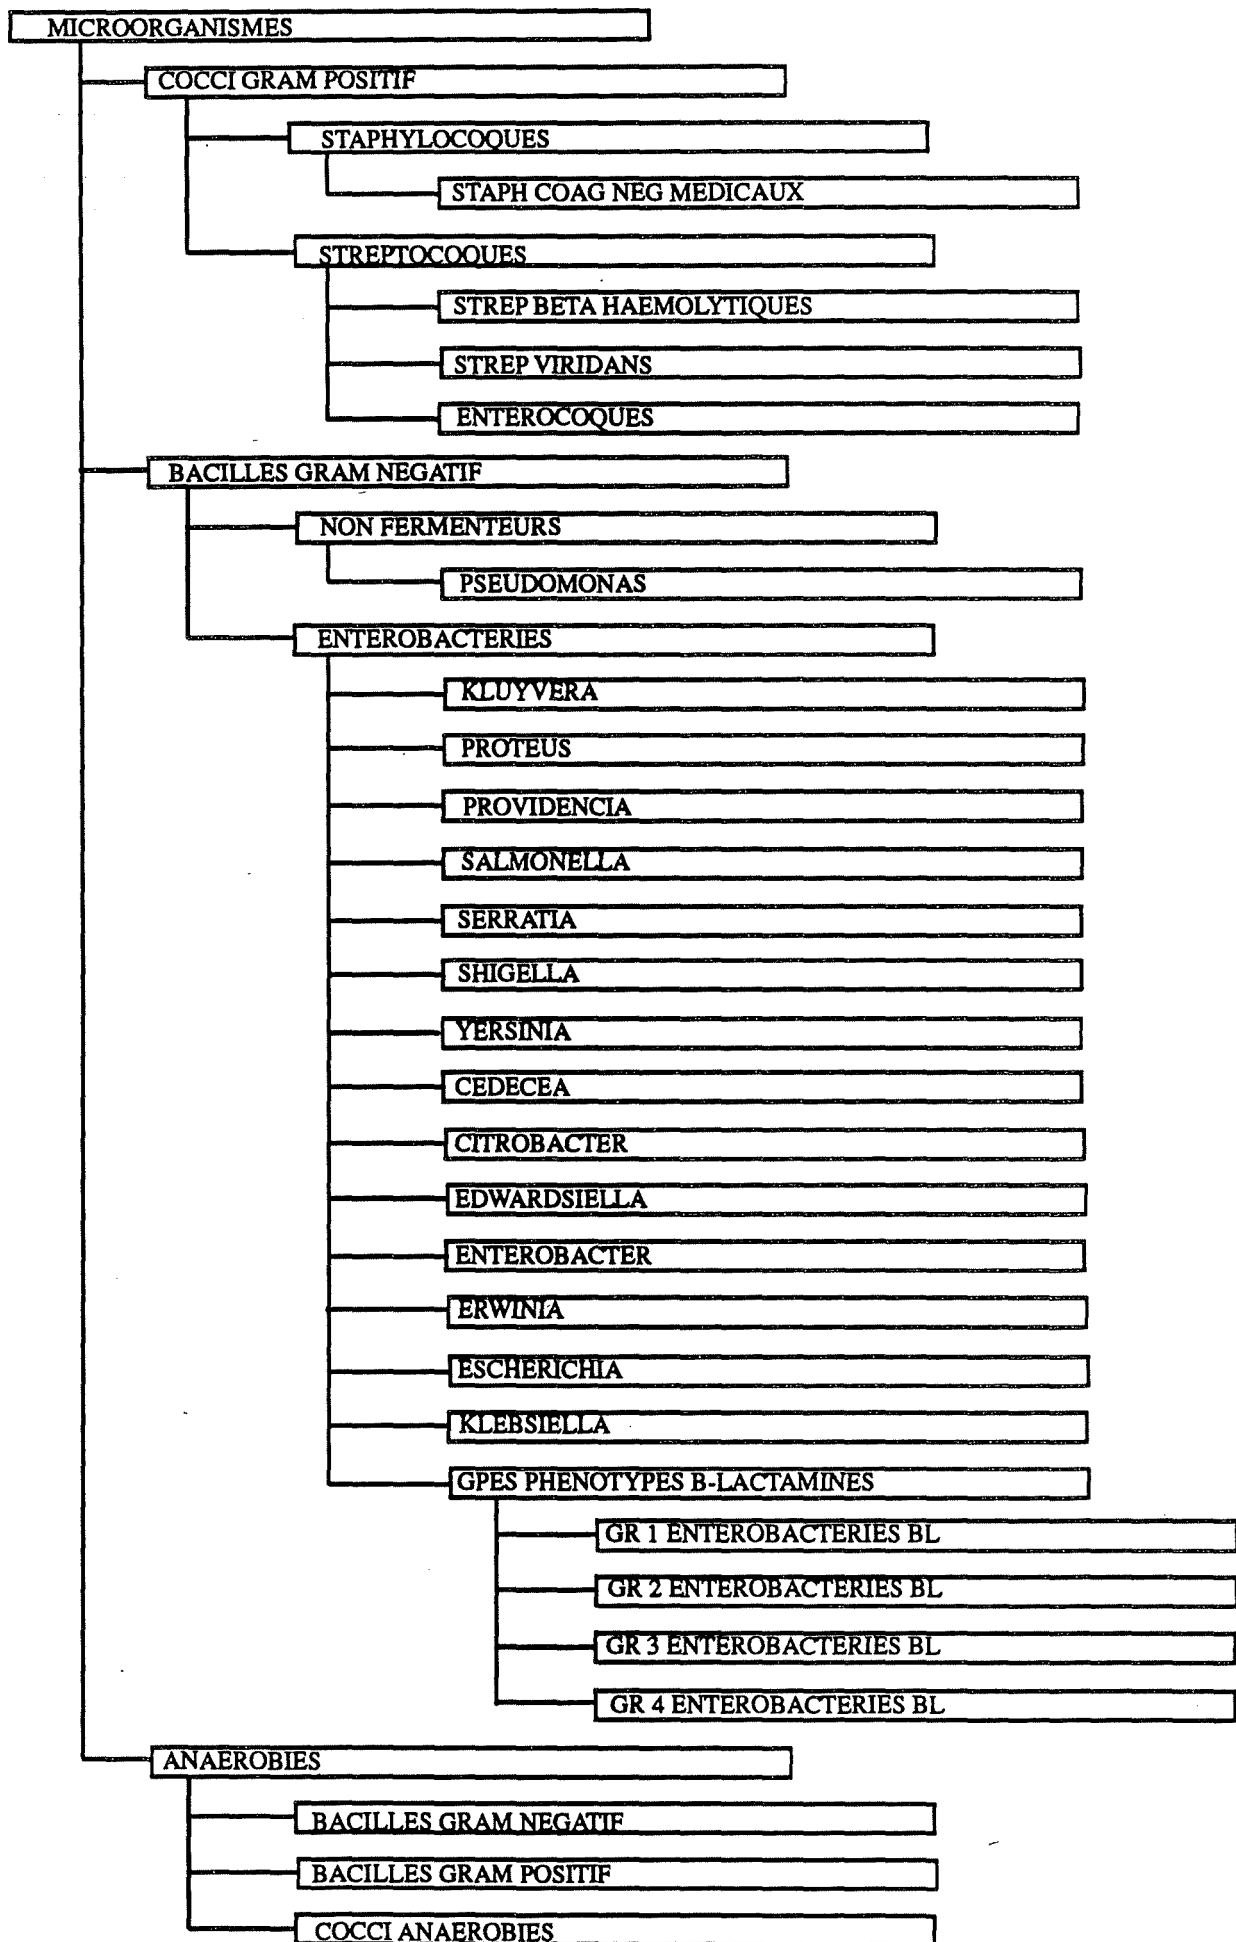 MICROORGANISMES
COCCI GRAM POSITIF
STAPHYLOCOQUES
STAPH COAG NEG MEDICAUX
STREPTOCOQUES
STREP BETA HAEMOLYTIQUES
STREP VIRIDANS
ENTEROCOQUES
BACILLES GRAM NEGATIF
NON FERMENTEURS
PSEUDOMONAS
ENTEROBACTERIES
KLUYVERA
PROTEUS
PROVIDENCIA
SALMONELLA
SERRATIA
SHIGELLA
YERSINIA
CEDECEA
CITROBACTER
EDWARDSIELLA
ENTEROBACTER
ERWINIA
ESCHERICHIA
KLEBSIELLA
GPES PHENOTYPES B-LACTAMINES
GR 1 ENTEROBACTERIES BL
GR 2 ENTEROBACTERIES BL
GR 3 ENTEROBACTERIES BL
GR 4 ENTEROBACTERIES BL
ANAEROBIES
BACILLES GRAM NEGATIF
BACILLES GRAM POSITIF
COCCI ANAEROBIES